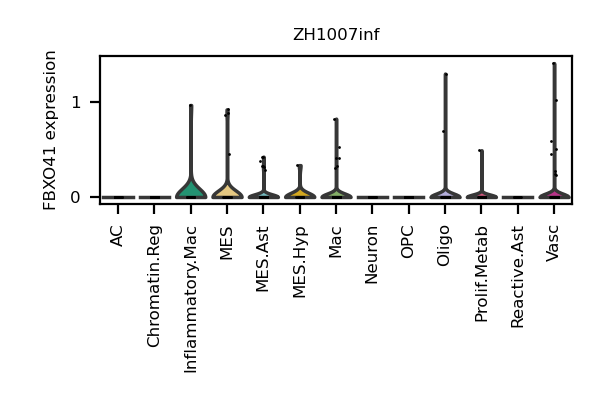 ZH1007inf
FBXO41 expression
1
0
AC
Chromatin.Reg
Inflammatory.Mac
MES
MES.Ast
MES.Hyp
Mac
Neuron
OPC
Oligo
Prolif.Metab
Reactive.Ast
Vasc